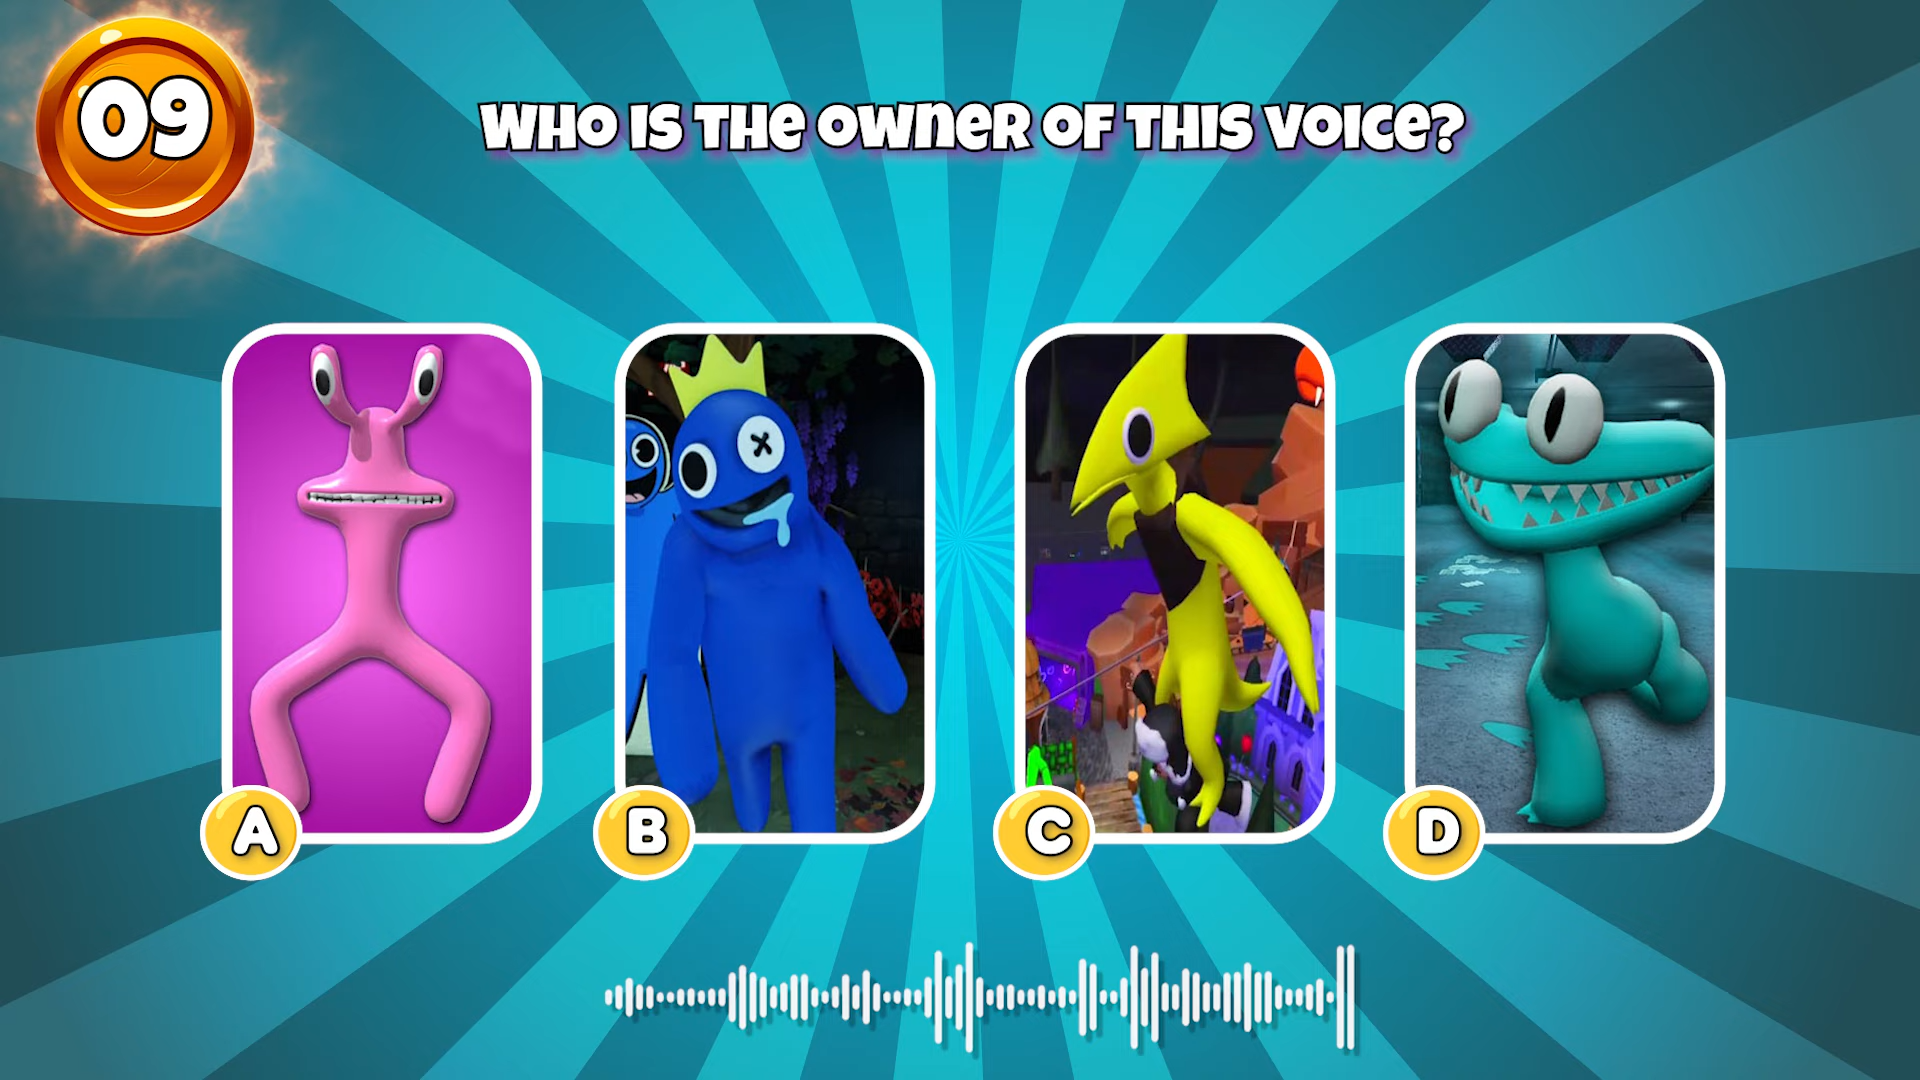 09
WHO IS THE OWNER OF THIS VOICE?
A
B
C
D